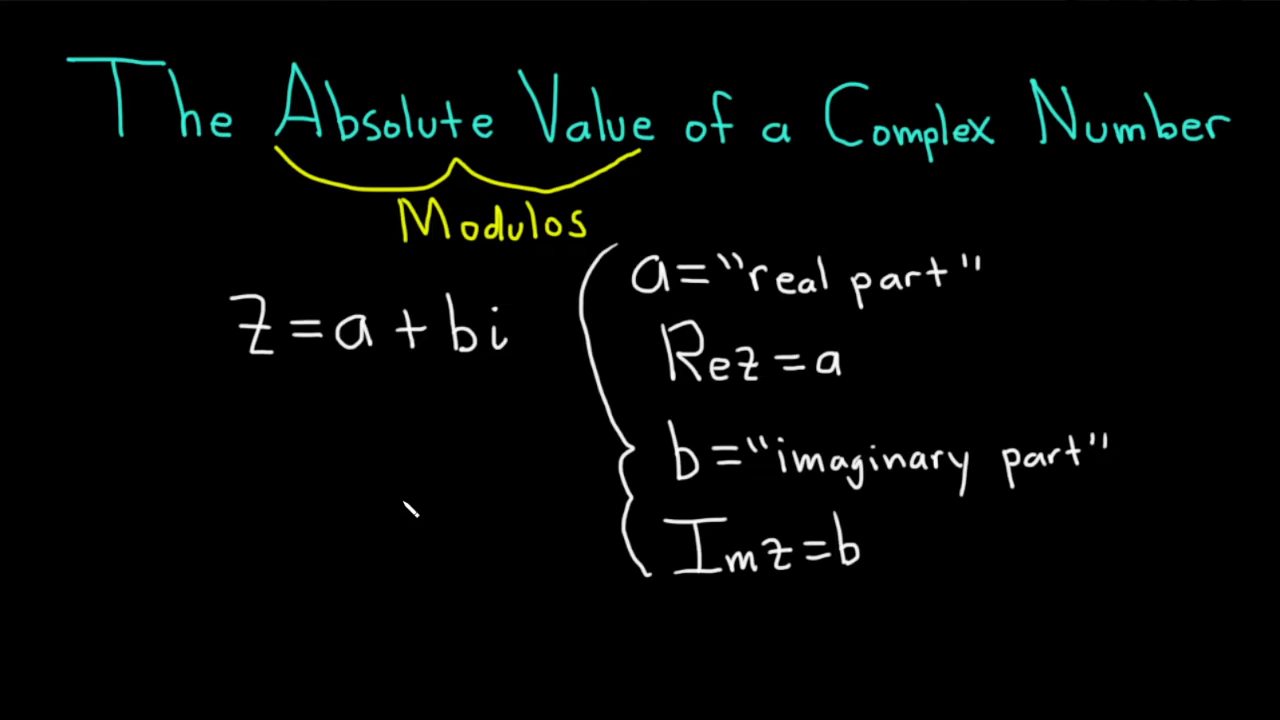 The Absolute Value of a Complex Number
Modulos
z = a + bi
a = "real part"
Re z = a
b = "imaginary part"
Im z = b